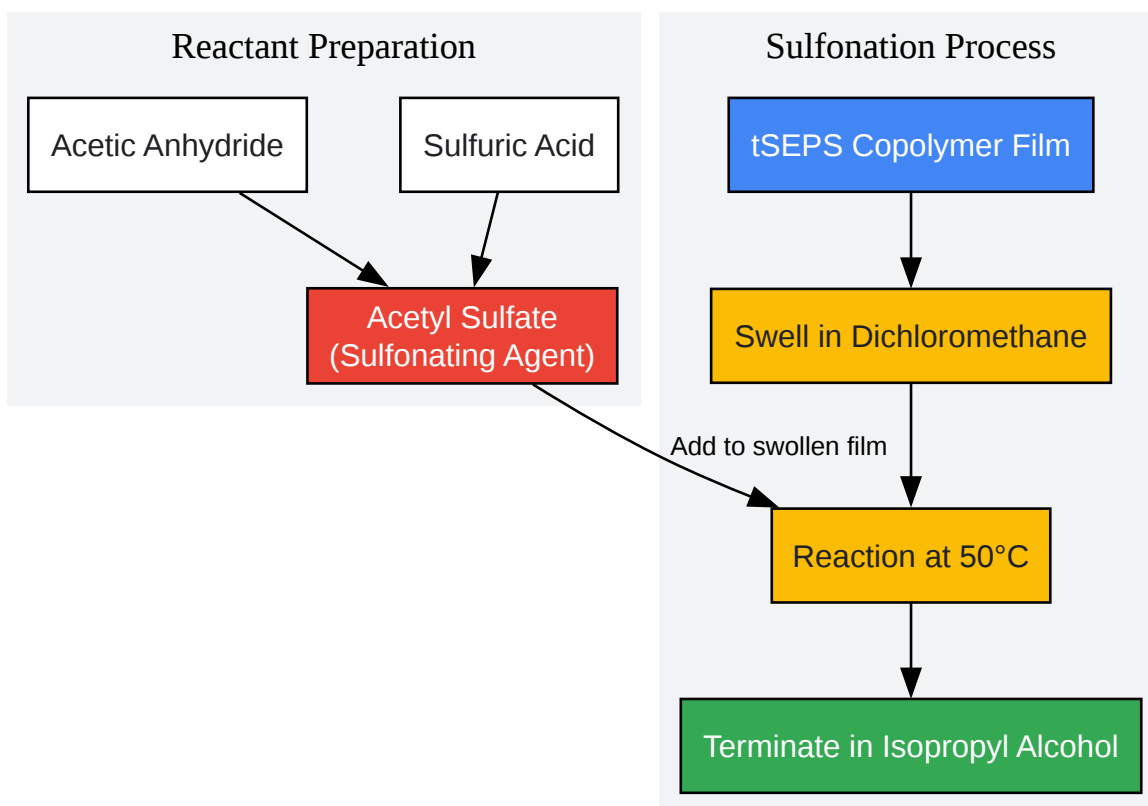 Reactant Preparation
Acetic Anhydride
Sulfuric Acid
Acetyl Sulfate
(Sulfonating Agent)
Sulfonation Process
tSEPS Copolymer Film
Swell in Dichloromethane
Add to swollen film
Reaction at 50°C
Terminate in Isopropyl Alcohol